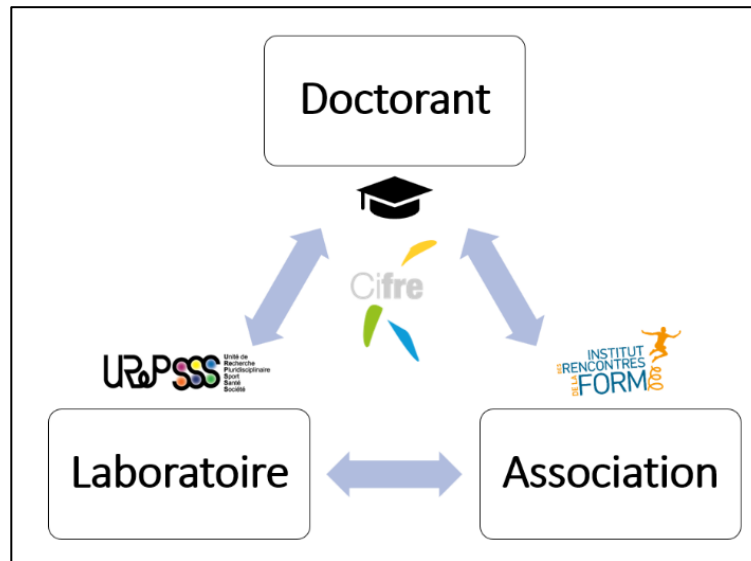 Doctorant
Cifre
URePSSS
Unité de
Recherche
Pluridisciplinaire
Sport
Santé
Société
INSTITUT
DES
RENCONTRES
DE LA
FORM
Laboratoire
Association